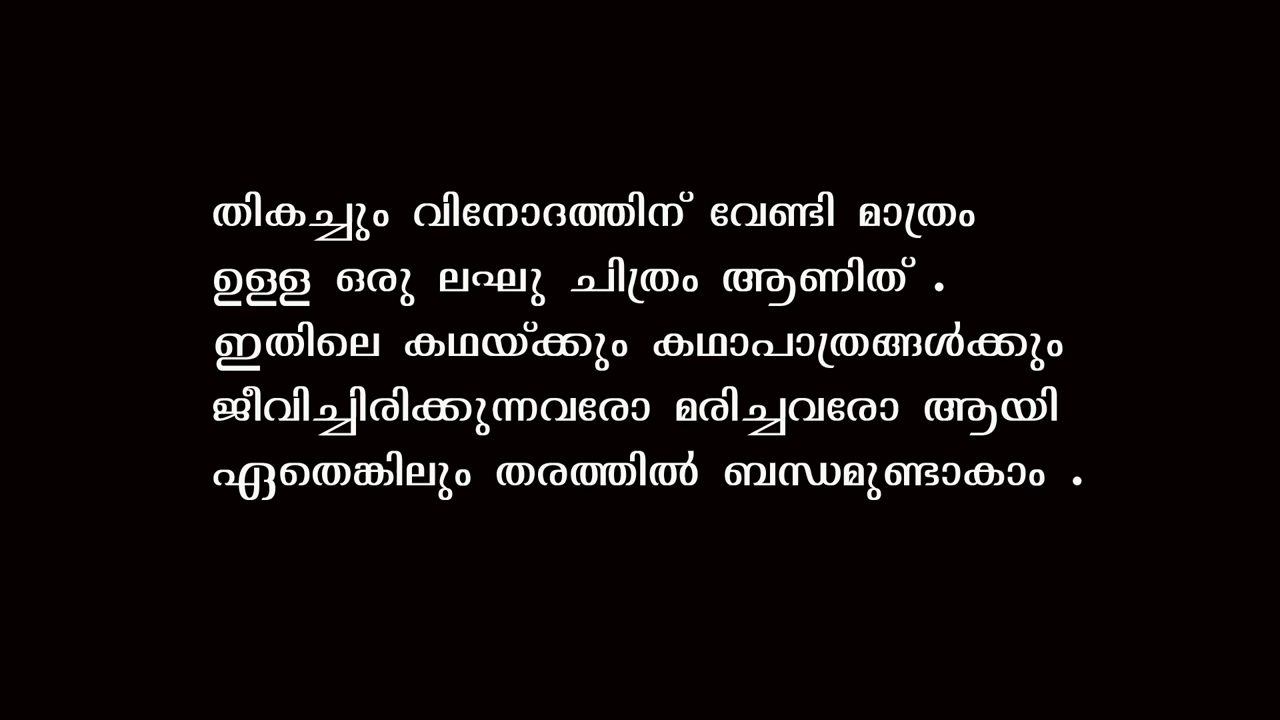 തികച്ചും വിനോദത്തിന് വേണ്ടി മാത്രം
ഉള്ള ഒരു ലഘു ചിത്രം ആണിത് .
ഇതിലെ കഥയ്ക്കും കഥാപാത്രങ്ങൾക്കും
ജീവിച്ചിരിക്കുന്നവരോ മരിച്ചവരോ ആയി
ഏതെങ്കിലും തരത്തിൽ ബന്ധമുണ്ടാകാം .